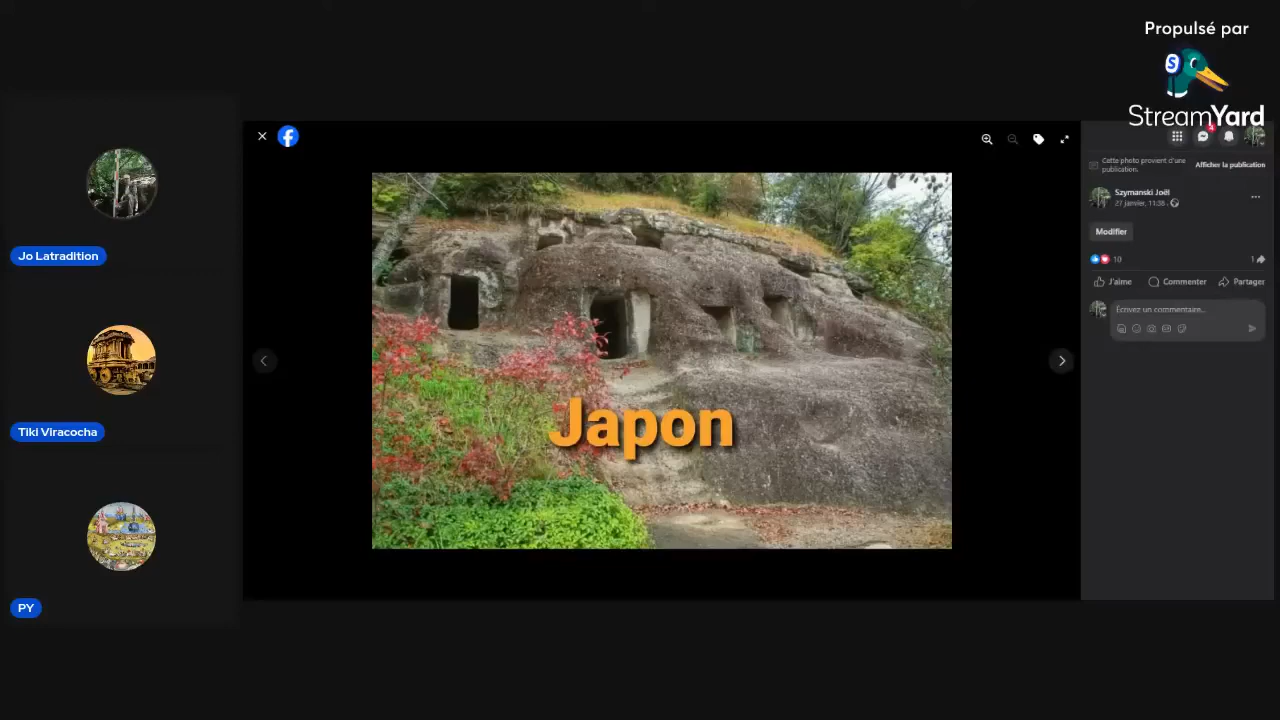 Propulsé par
StreamYard
Cette photo provient d'une publication.
Afficher la publication
Szymanski Joël
27 janvier, 11:36 ·
Modifier
10
1
J'aime
Commenter
Partager
Écrivez un commentaire...
Jo Latradition
Tiki Viracocha
PY
Japon